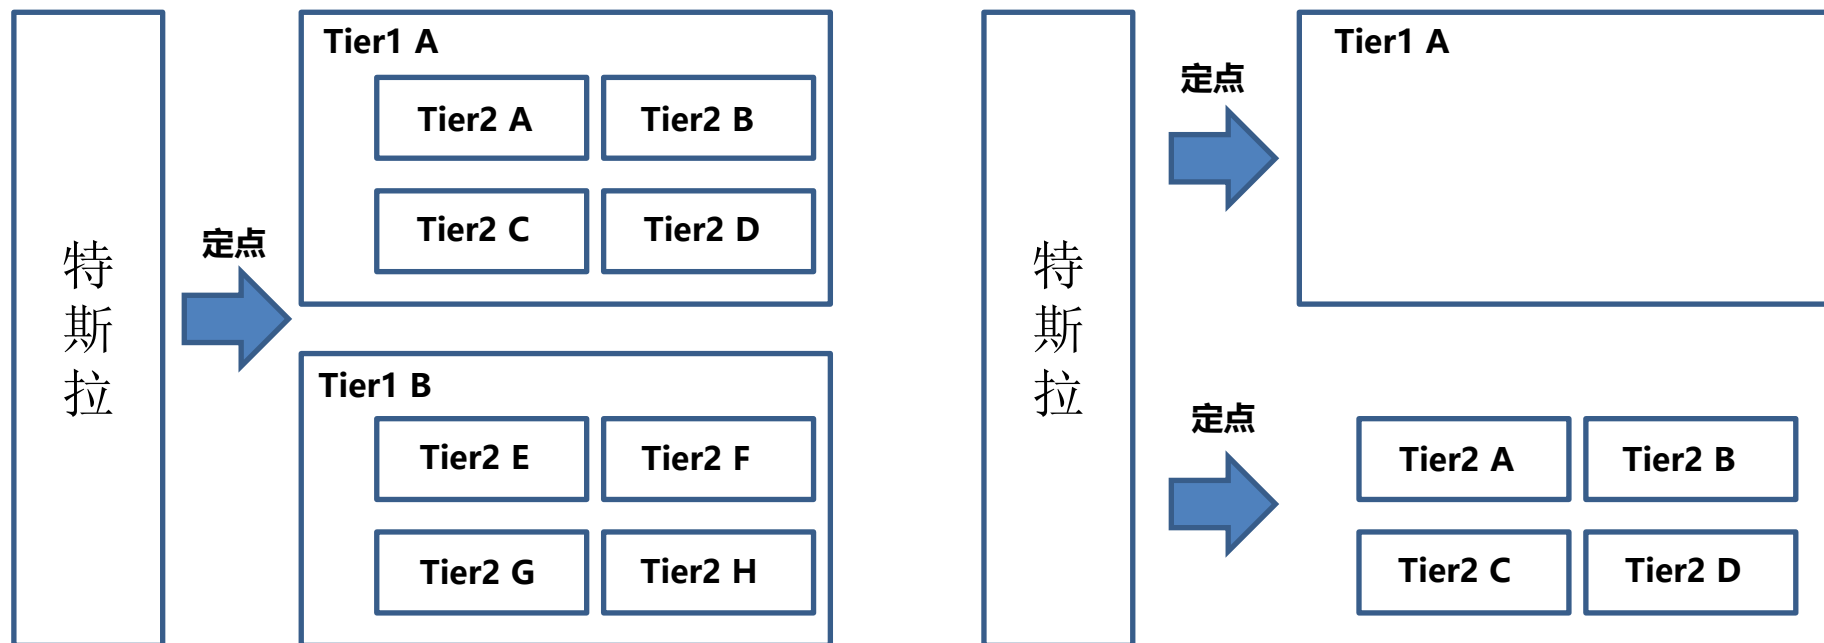 特斯拉
定点
Tier1 A
Tier2 A
Tier2 B
Tier2 C
Tier2 D
Tier1 B
Tier2 E
Tier2 F
Tier2 G
Tier2 H
特斯拉
定点
Tier1 A
定点
Tier2 A
Tier2 B
Tier2 C
Tier2 D